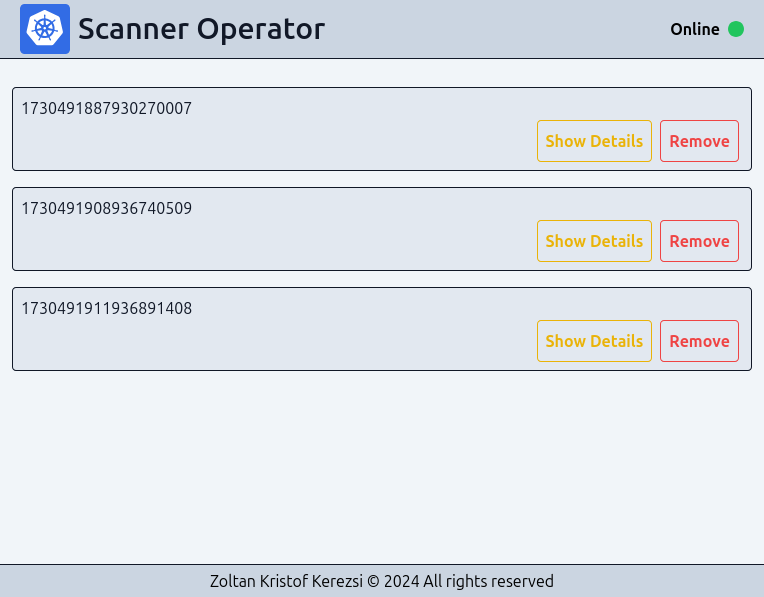 Scanner Operator
Online
1730491887930270007
Show Details
Remove
1730491908936740509
Show Details
Remove
1730491911936891408
Show Details
Remove
Zoltan Kristof Kerezsi © 2024 All rights reserved